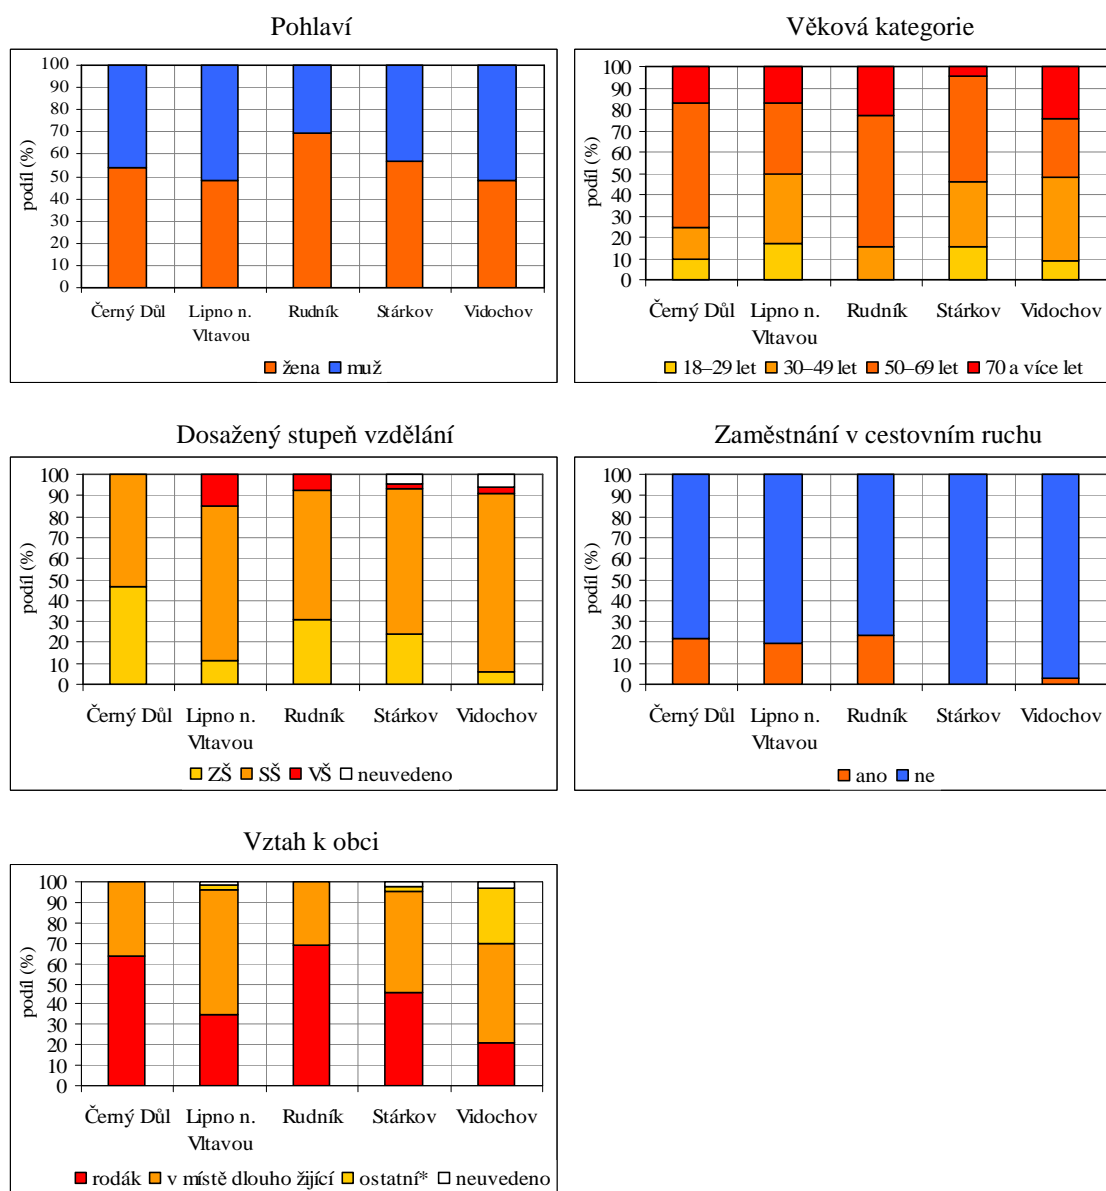 Pohlaví
podíl (%)
100
90
80
70
60
50
40
30
20
10
0
Černý Důl Lipno n. Rudník Stárkov Vidochov
Vltavou
žena muž
Věková kategorie
podíl (%)
100
90
80
70
60
50
40
30
20
10
0
Černý Důl Lipno n. Rudník Stárkov Vidochov
Vltavou
18–29 let 30–49 let 50–69 let 70 a více let
Dosažený stupeň vzdělání
podíl (%)
100
90
80
70
60
50
40
30
20
10
0
Černý Důl Lipno n. Rudník Stárkov Vidochov
Vltavou
ZŠ SŠ VŠ neuvedeno
Zaměstnání v cestovním ruchu
podíl (%)
100
90
80
70
60
50
40
30
20
10
0
Černý Důl Lipno n. Rudník Stárkov Vidochov
Vltavou
ano ne
Vztah k obci
podíl (%)
100
90
80
70
60
50
40
30
20
10
0
Černý Důl Lipno n. Rudník Stárkov Vidochov
Vltavou
rodák v místě dlouho žijící ostatní* neuvedeno